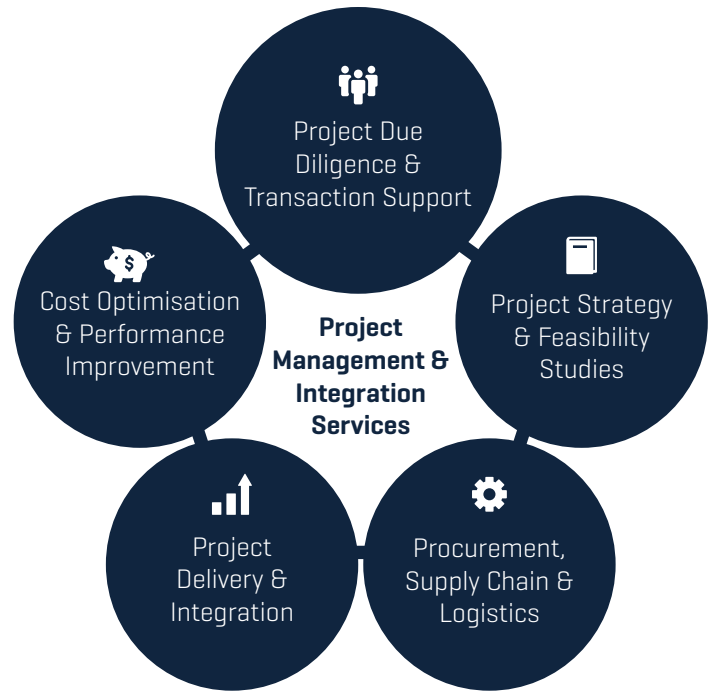 Project Due
Diligence &
Transaction Support
Project Strategy
& Feasibility
Studies
Procurement,
Supply Chain &
Logistics
Project
Delivery &
Integration
Cost Optimisation
& Performance
Improvement
Project
Management &
Integration
Services
$